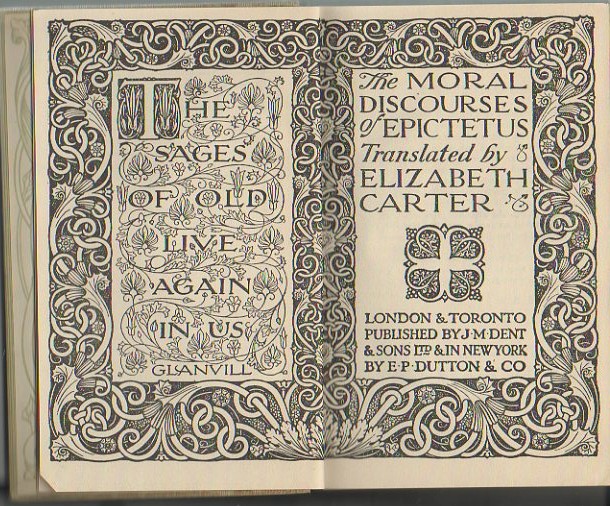 THE
SAGES
OF OLD
LIVE
AGAIN
IN US
GLANVILL
The MORAL
DISCOURSES
of EPICTETUS
Translated by
ELIZABETH
CARTER
LONDON & TORONTO
PUBLISHED BY J·M·DENT
& SONS LTD & IN NEW YORK
BY E·P·DUTTON & CO